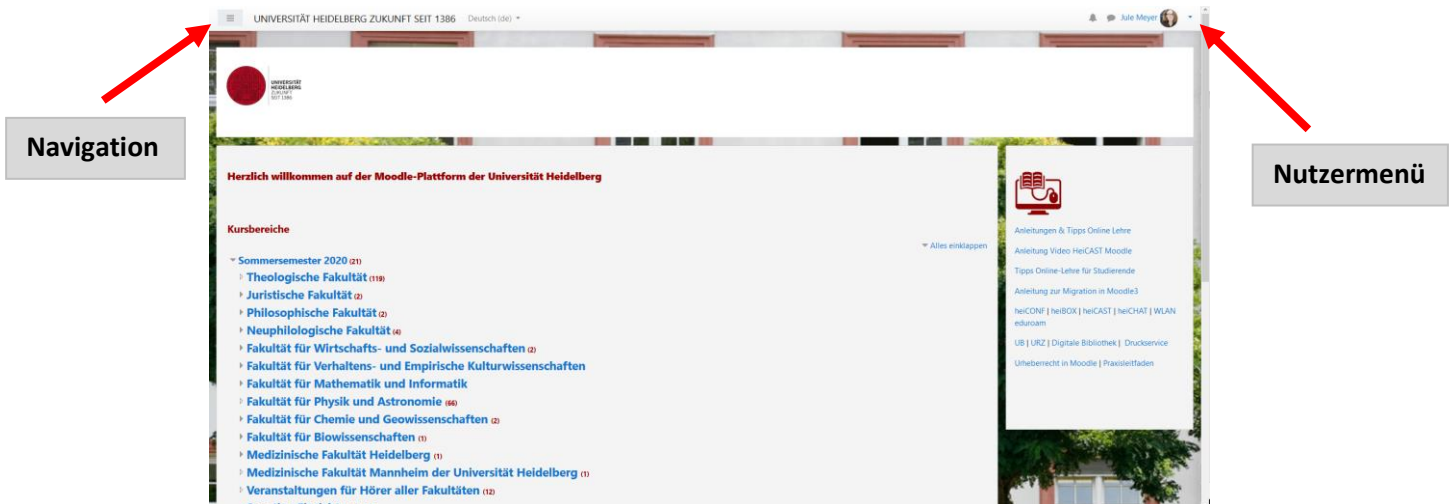 UNIVERSITÄT HEIDELBERG ZUKUNFT SEIT 1386 Deutsch (de)
Jule Meyer
Navigation
Nutzermenü
UNIVERSITÄT
HEIDELBERG
ZUKUNFT
SEIT 1386
Herzlich willkommen auf der Moodle-Plattform der Universität Heidelberg
Kursbereiche
Alles einklappen
Sommersemester 2020 (21)
Theologische Fakultät (119)
Juristische Fakultät (2)
Philosophische Fakultät (2)
Neuphilologische Fakultät (4)
Fakultät für Wirtschafts- und Sozialwissenschaften (2)
Fakultät für Verhaltens- und Empirische Kulturwissenschaften
Fakultät für Mathematik und Informatik
Fakultät für Physik und Astronomie (66)
Fakultät für Chemie und Geowissenschaften (2)
Fakultät für Biowissenschaften (1)
Medizinische Fakultät Heidelberg (1)
Medizinische Fakultät Mannheim der Universität Heidelberg (1)
Veranstaltungen für Hörer aller Fakultäten (12)
Anleitungen & Tipps Online Lehre
Anleitung Video HeiCAST Moodle
Tipps Online-Lehre für Studierende
Anleitung zur Migration in Moodle3
heiCONF | heiBOX | heiCAST | heiCHAT | WLAN
eduroam
UB | URZ | Digitale Bibliothek | Druckservice
Urheberrecht in Moodle | Praxisleitfaden